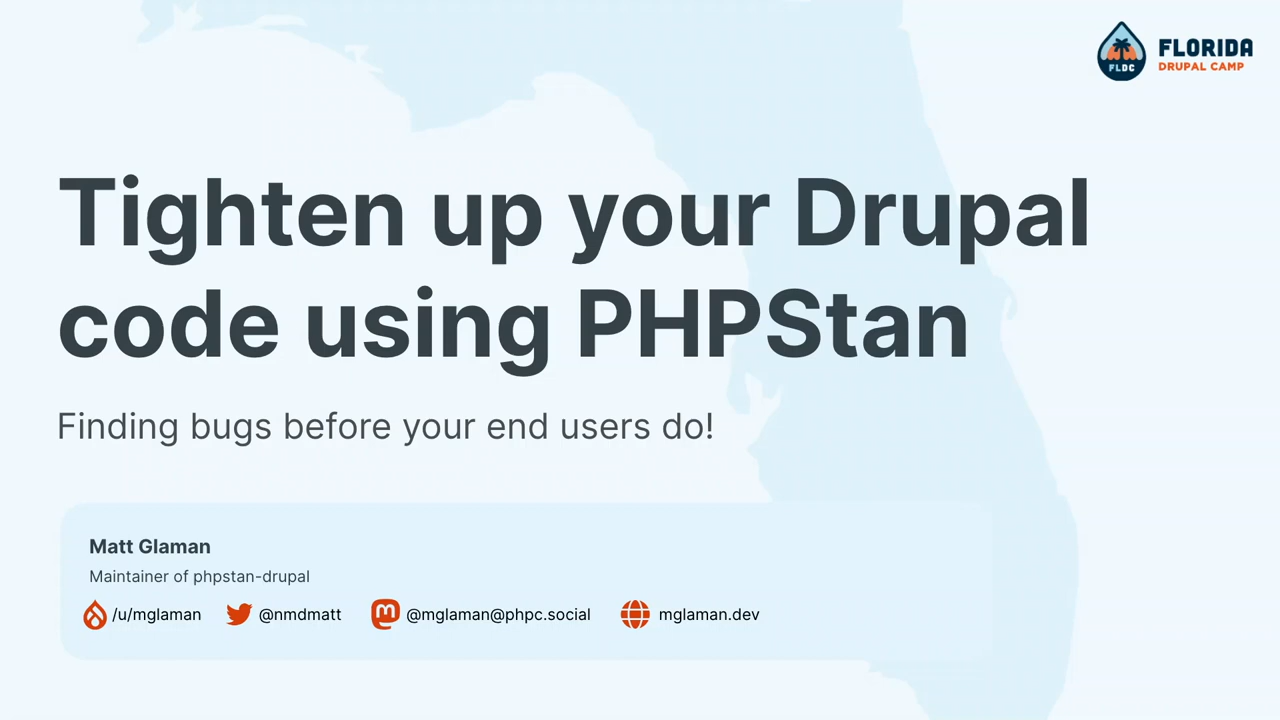 FLORIDA
DRUPAL CAMP
FLDC
Tighten up your Drupal
code using PHPStan
Finding bugs before your end users do!
Matt Glaman
Maintainer of phpstan-drupal
/u/mglaman @nmdmatt @mglaman@phpc.social mglaman.dev